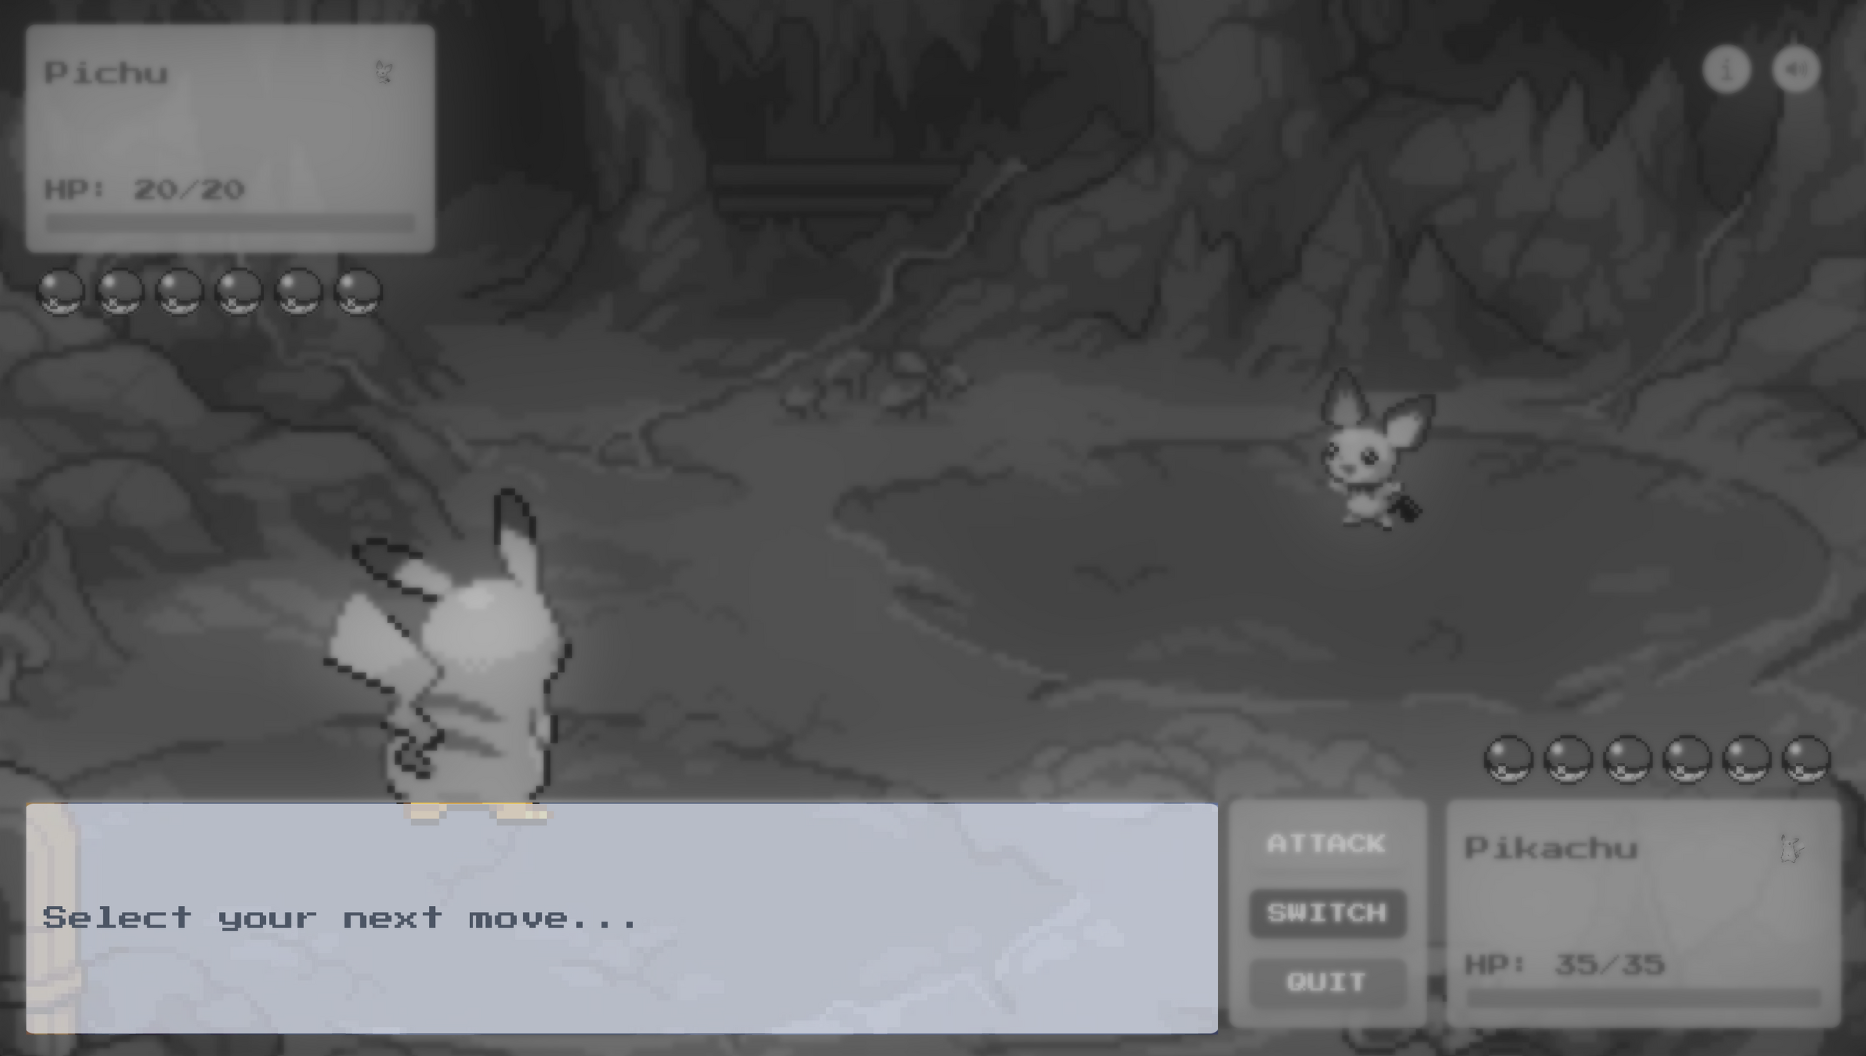 Pichu
HP: 20/20
i
Select your next move...
ATTACK
SWITCH
QUIT
Pikachu
HP: 35/35